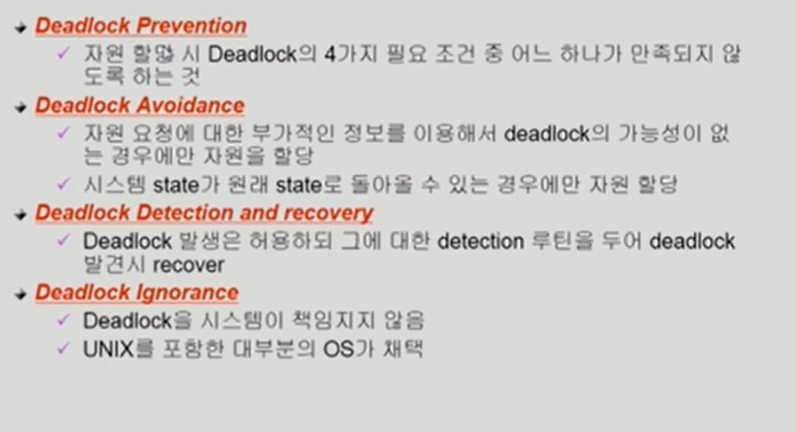 Deadlock Prevention
자원 할당 시 Deadlock의 4가지 필요 조건 중 어느 하나가 만족되지 않
도록 하는 것
Deadlock Avoidance
자원 요청에 대한 부가적인 정보를 이용해서 deadlock의 가능성이 없
는 경우에만 자원을 할당
시스템 state가 원래 state로 돌아올 수 있는 경우에만 자원 할당
Deadlock Detection and recovery
Deadlock 발생은 허용하되 그에 대한 detection 루틴을 두어 deadlock
발견시 recover
Deadlock Ignorance
Deadlock을 시스템이 책임지지 않음
UNIX를 포함한 대부분의 OS가 채택